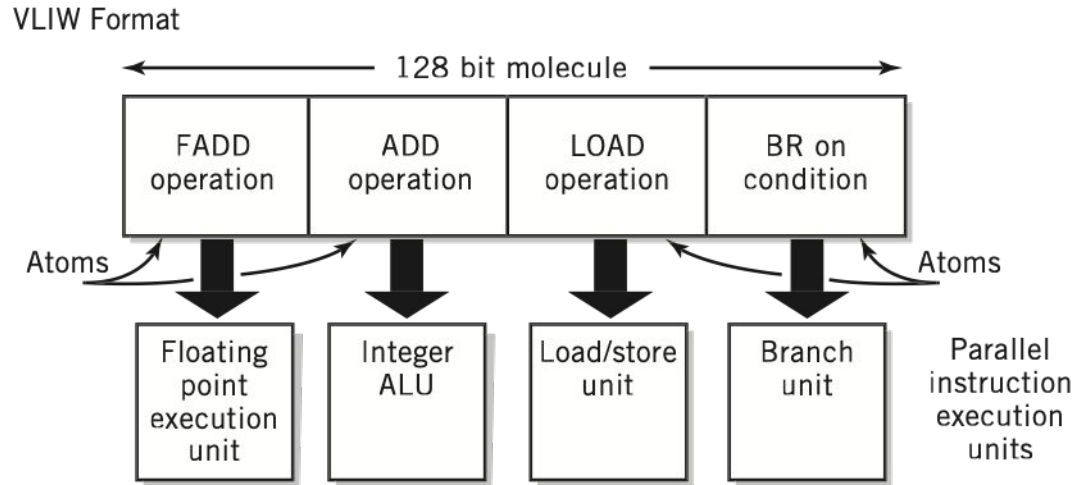 VLIW Format
128 bit molecule
FADD
operation
ADD
operation
LOAD
operation
BR on
condition
Atoms
Atoms
Floating
point
execution
unit
Integer
ALU
Load/store
unit
Branch
unit
Parallel
instruction
execution
units